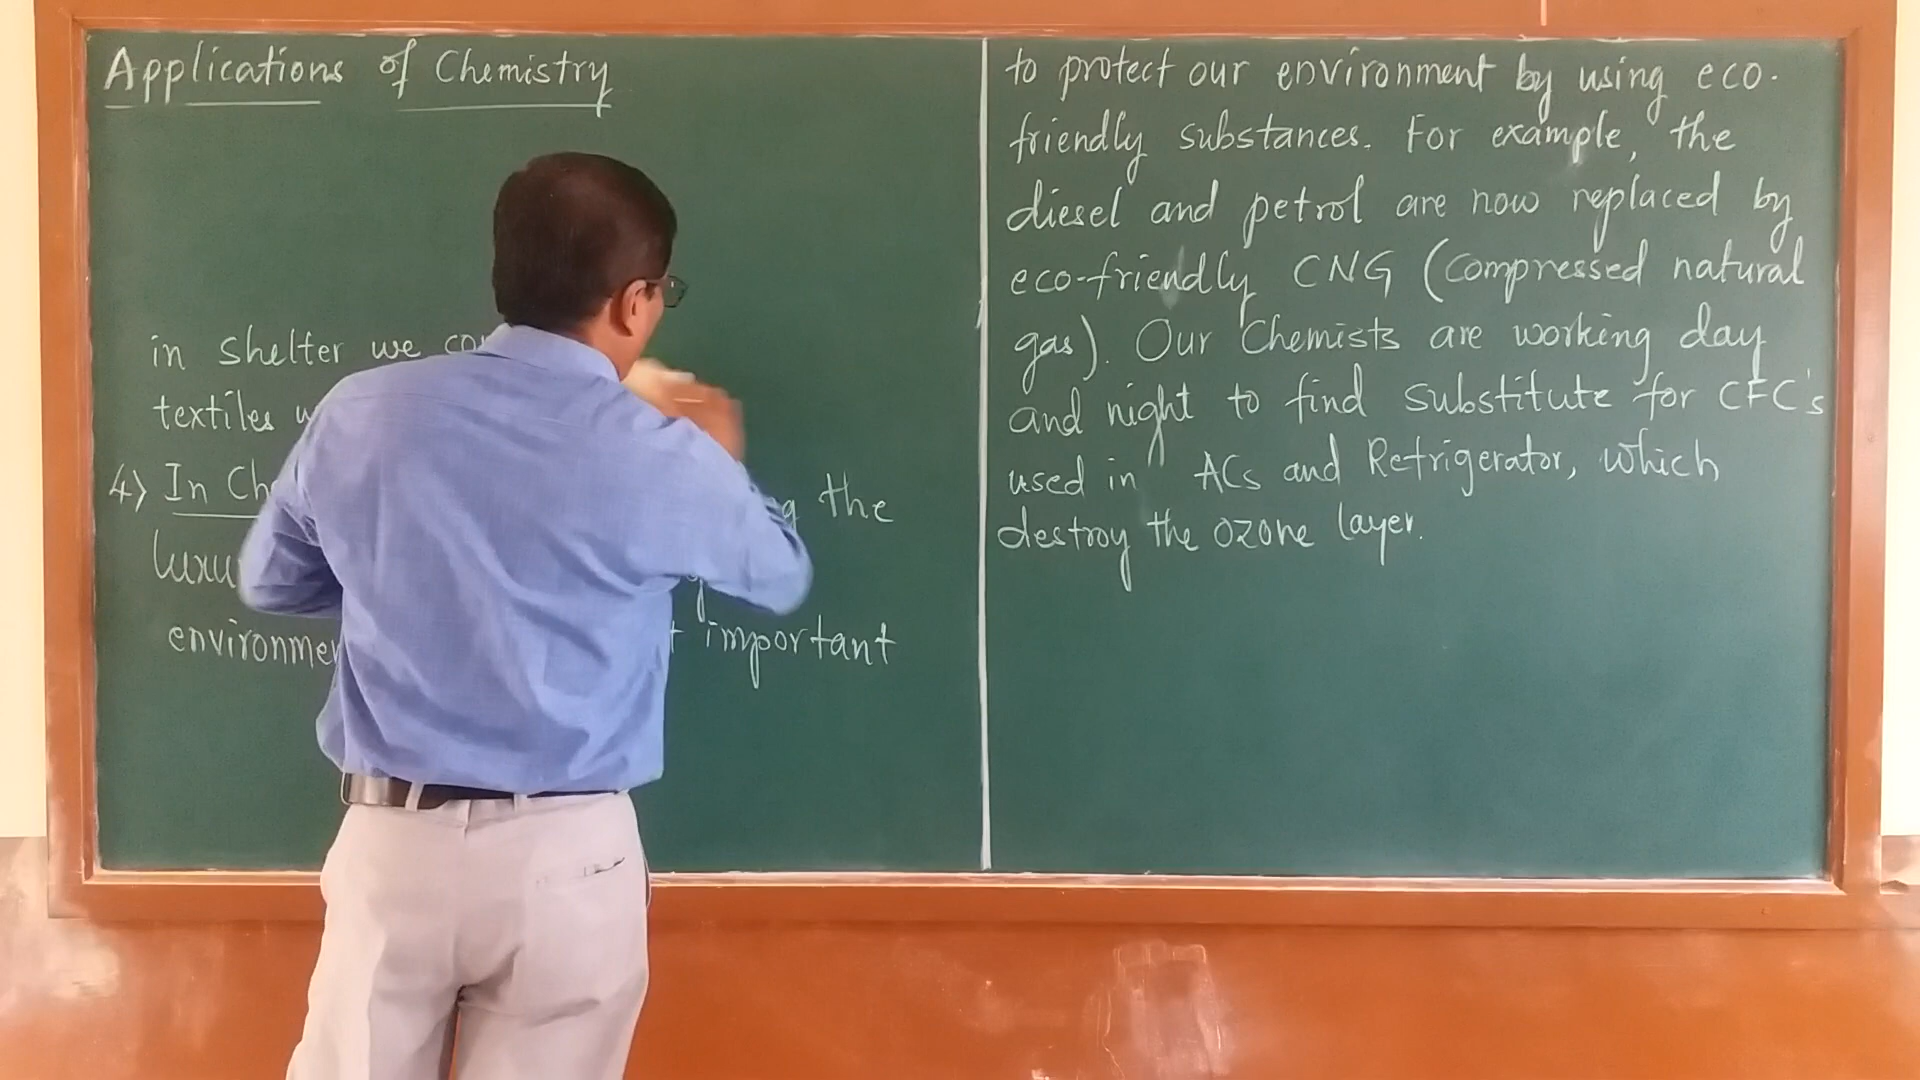 Applications of Chemistry
in shelter we
textiles
4) In
the
environmen
important
to protect our environment by using eco-
friendly substances. For example, the
diesel and petrol are now replaced by
eco-friendly CNG (Compressed natural
gas). Our Chemists are working day
and night to find substitute for CFC's
used in ACs and Refrigerator, which
destroy the ozone layer.